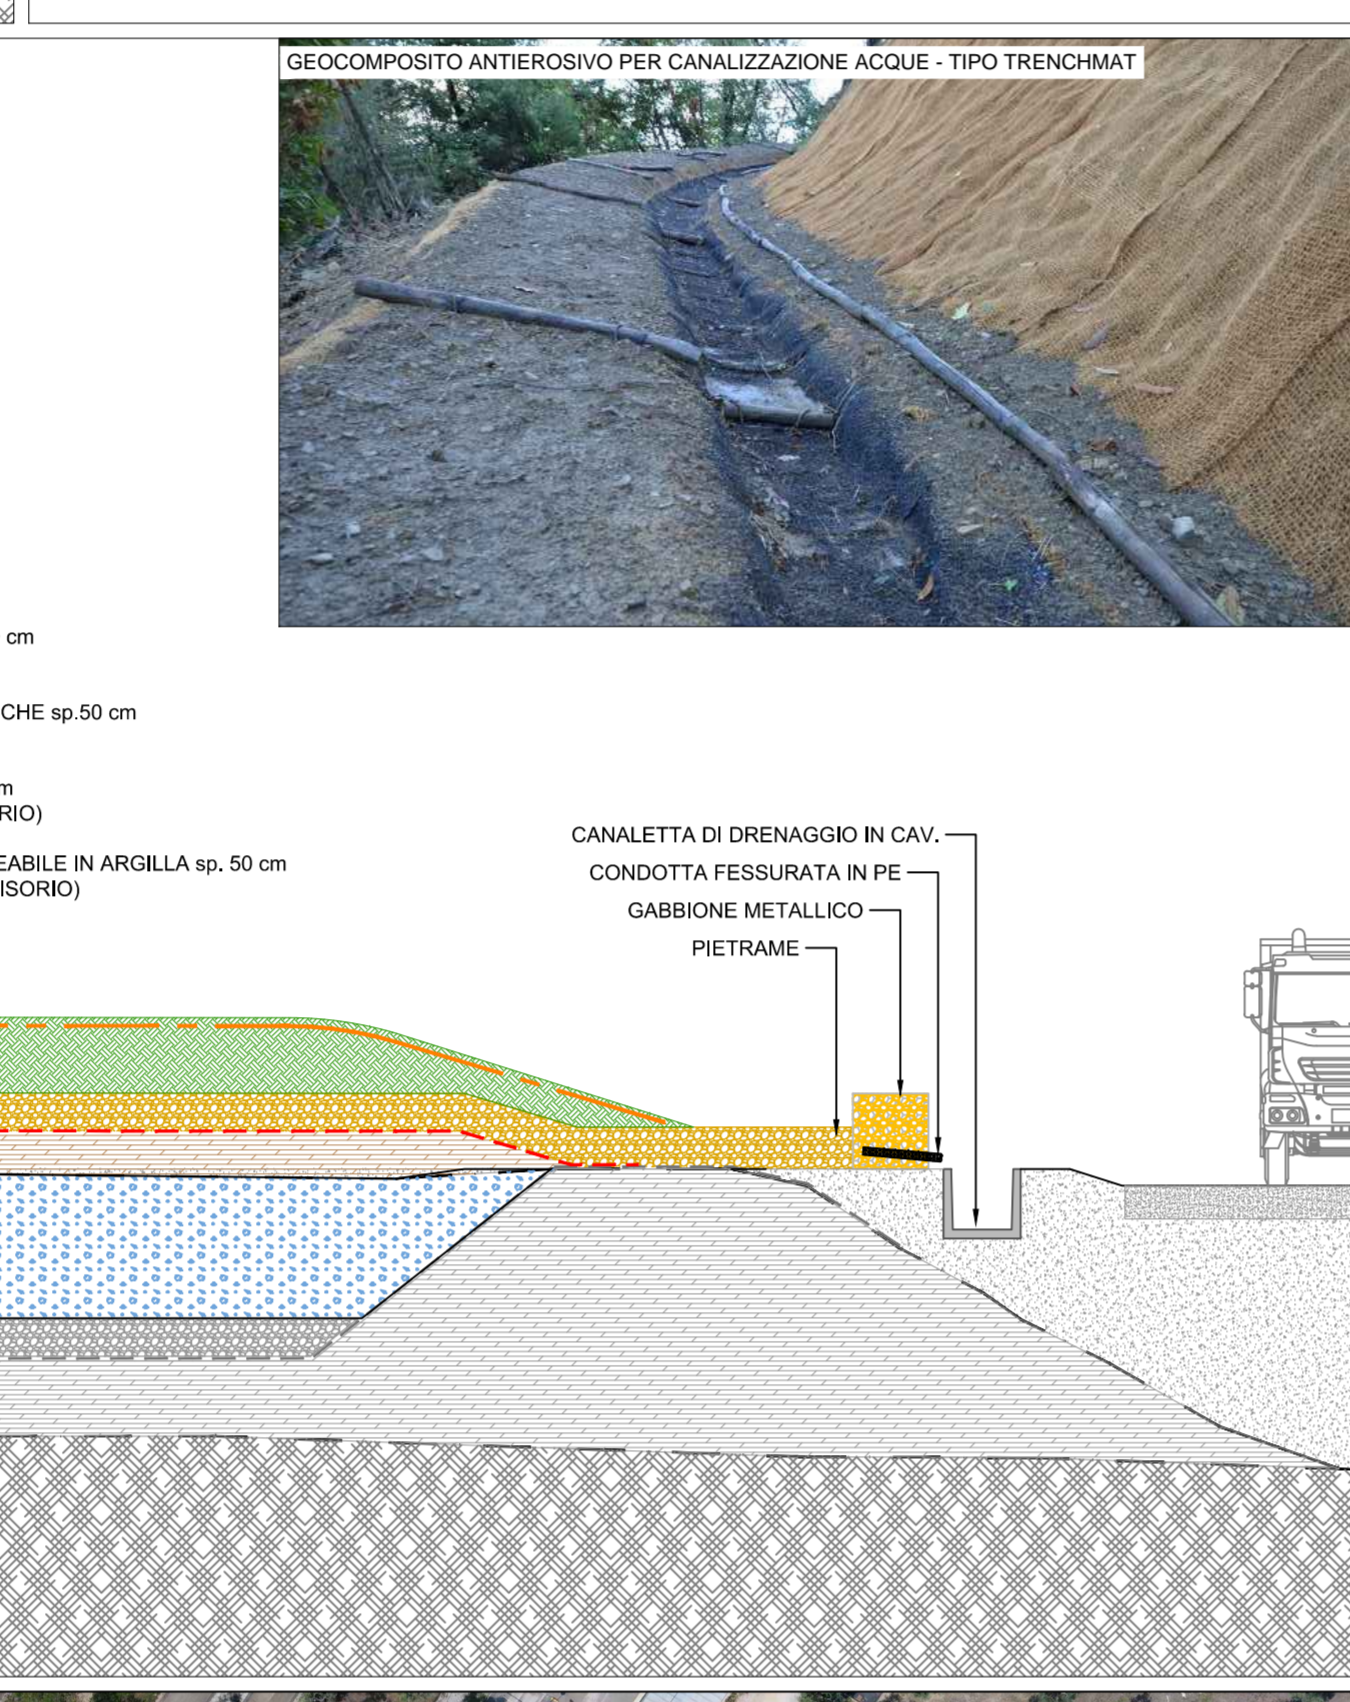 GEOCOMPOSITO ANTIEROSIVO PER CANALIZZAZIONE ACQUE - TIPO TRENCHMAT
cm
CHE sp.50 cm
m
RIO)
EABILE IN ARGILLA sp. 50 cm
ISORIO)
CANALETTA DI DRENAGGIO IN CAV.
CONDOTTA FESSURATA IN PE
GABBIONE METALLICO
PIETRAME